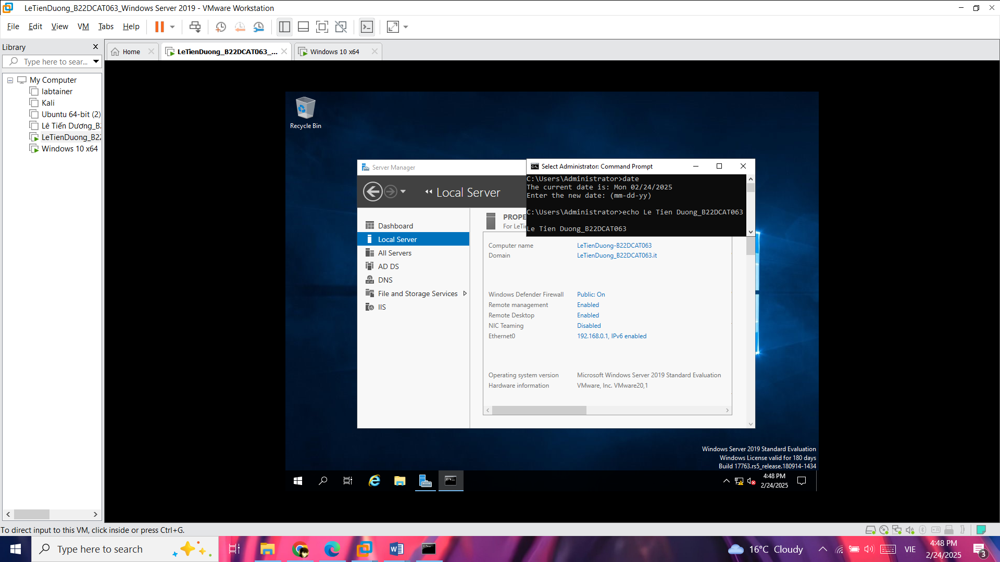 LeTienDuong_B22DCAT063_Windows Server 2019 - VMware Workstation
File Edit View VM Tabs Help
Library
Type here to sear...
My Computer
labtainer
Kali
Ubuntu 64-bit (2)
Lê Tiến Dương_B2
LeTienDuong_B22
Windows 10 x64
Home
LeTienDuong_B22DCAT063_...
Windows 10 x64
Recycle Bin
Server Manager
Local Server
Dashboard
Local Server
All Servers
AD DS
DNS
File and Storage Services
IIS
Select Administrator: Command Prompt
C:\Users\Administrator>date
The current date is: Mon 02/24/2025
Enter the new date: (mm-dd-yy)
C:\Users\Administrator>echo Le Tien Duong_B22DCAT063
Le Tien Duong_B22DCAT063
PROPE
For LeTi
Computer name LeTienDuong-B22DCAT063
Domain LeTienDuong_B22DCAT063.it
Windows Defender Firewall Public: On
Remote management Enabled
Remote Desktop Enabled
NIC Teaming Disabled
Ethernet0 192.168.0.1, IPv6 enabled
Operating system version Microsoft Windows Server 2019 Standard Evaluation
Hardware information VMware, Inc. VMware20,1
Windows Server 2019 Standard Evaluation
Windows License valid for 180 days
Build 17763.rs5_release.180914-1434
4:48 PM
2/24/2025
To direct input to this VM, click inside or press Ctrl+G.
Type here to search
16°C Cloudy
VIE
4:48 PM
2/24/2025
3